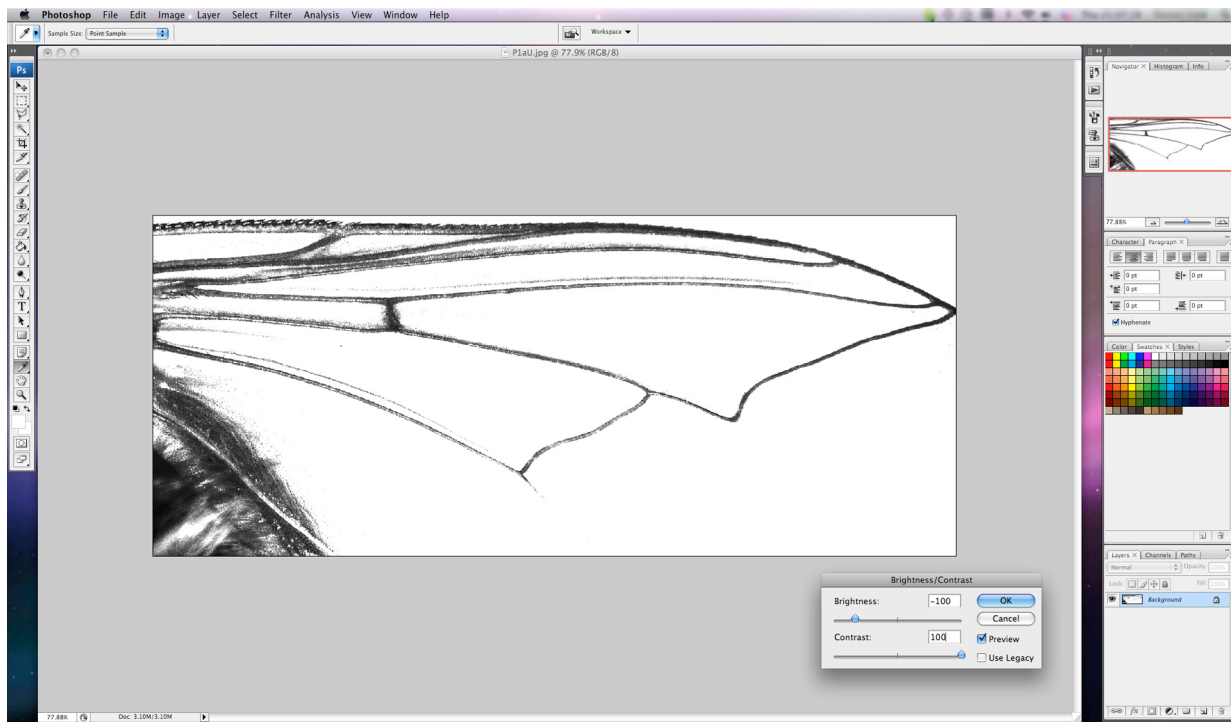 Photoshop File Edit Image Layer Select Filter Analysis View Window Help
Sample Size: Point Sample Workspace
P1aU.jpg @ 77.9% (RGB/8)
Ps
T
Navigator × Histogram Info
77.88%
Character Paragraph ×
0 pt 0 pt
0 pt
0 pt 0 pt
Hyphenate
Color Swatches × Styles
Layers × Channels Paths
Normal Opacity: 100%
Lock: Fill: 100%
Background
Brightness/Contrast
Brightness: -100 OK
Cancel
Contrast: 100 Preview
Use Legacy
77.88% Doc: 3.10M/3.10M